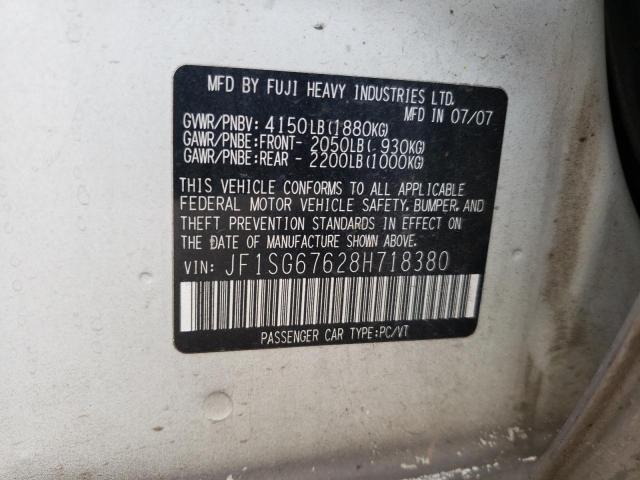 MFD BY FUJI HEAVY INDUSTRIES LTD.
MFD IN 07/07
GVWR/PNBV: 4150LB(1880KG)
GAWR/PNBE:FRONT- 2050LB( 930KG)
GAWR/PNBE:REAR - 2200LB(1000KG)
THIS VEHICLE CONFORMS TO ALL APPLICABLE
FEDERAL MOTOR VEHICLE SAFETY, BUMPER, AND
THEFT PREVENTION STANDARDS IN EFFECT ON
THE DATE OF MANUFACTURE SHOWN ABOVE.
VIN: JF1SG67628H718380
PASSENGER CAR TYPE:PC/VT